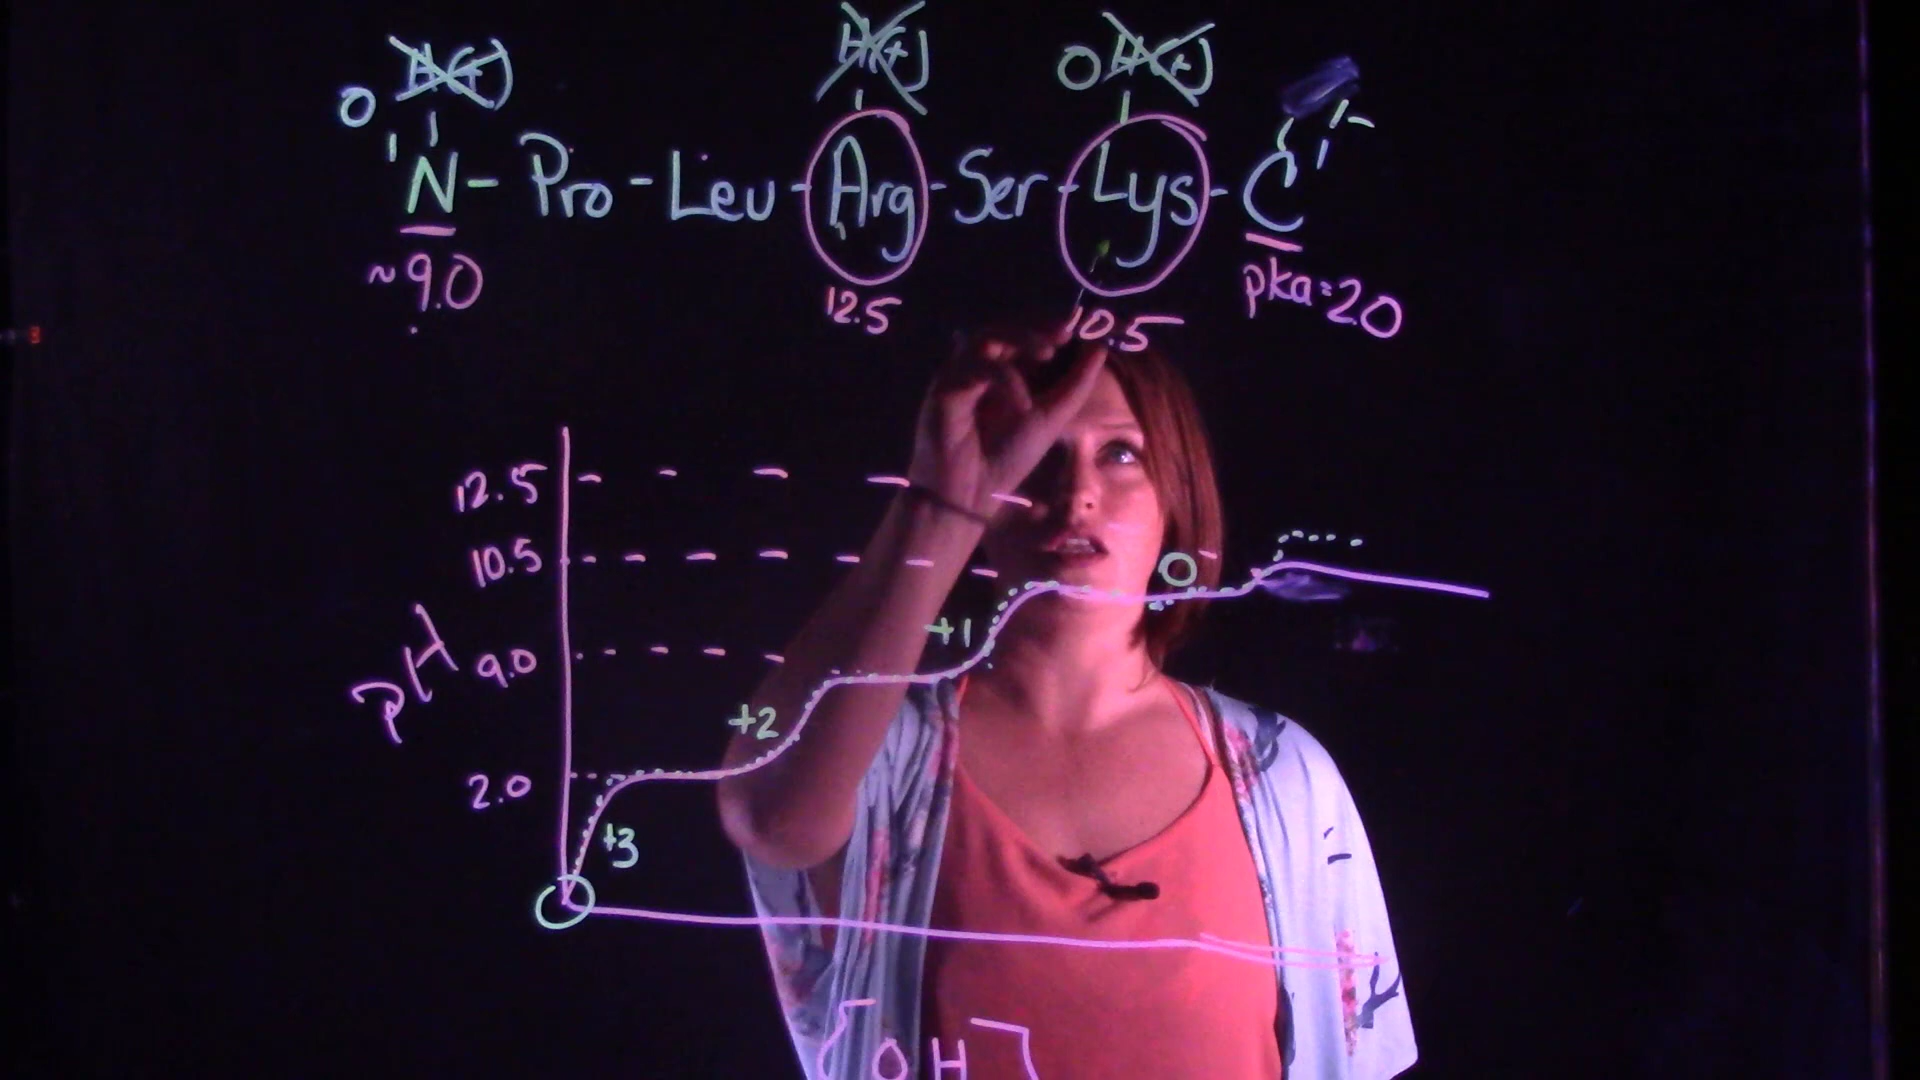 O H(+) H(+) O H(+)
N - Pro - Leu - Arg - Ser - Lys - C
~9.0 12.5 10.5 pka=2.0
12.5
10.5
9.0
2.0
pH
+3
+2
+1
O
-
[OH]